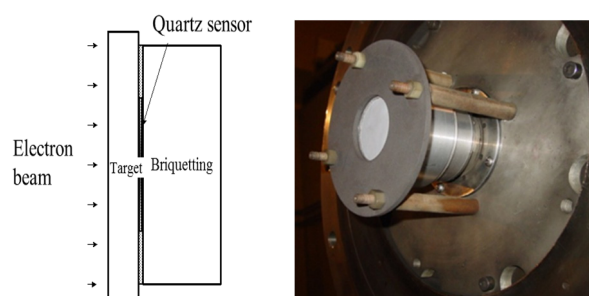 Quartz sensor
Electron
beam
Target
Briquetting